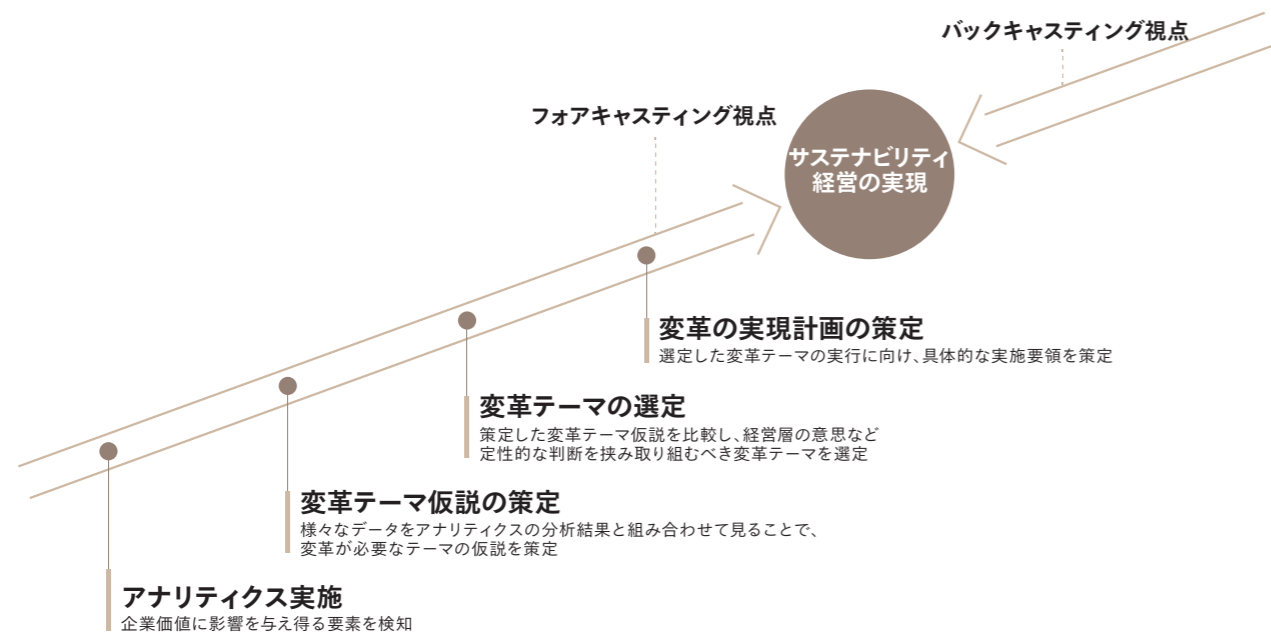 バックキャスティング視点
フォアキャスティング視点
サステナビリティ
経営の実現
変革の実現計画の策定
選定した変革テーマの実行に向け、具体的な実施要領を策定
変革テーマの選定
策定した変革テーマ仮説を比較し、経営層の意思など
定性的な判断を挟み取り組むべき変革テーマを選定
変革テーマ仮説の策定
様々なデータをアナリティクスの分析結果と組み合わせて見ることで、
変革が必要なテーマの仮説を策定
アナリティクス実施
企業価値に影響を与え得る要素を検知